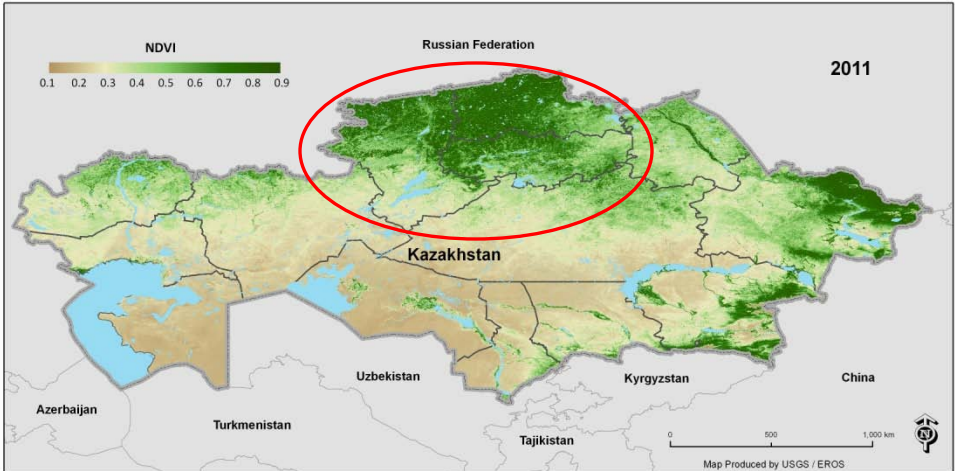 NDVI
0.1 0.2 0.3 0.4 0.5 0.6 0.7 0.8 0.9
Russian Federation
2011
Kazakhstan
Uzbekistan
Kyrgyzstan
China
Azerbaijan
Turkmenistan
Tajikistan
0 500 1,000 km
N
Map Produced by USGS / EROS